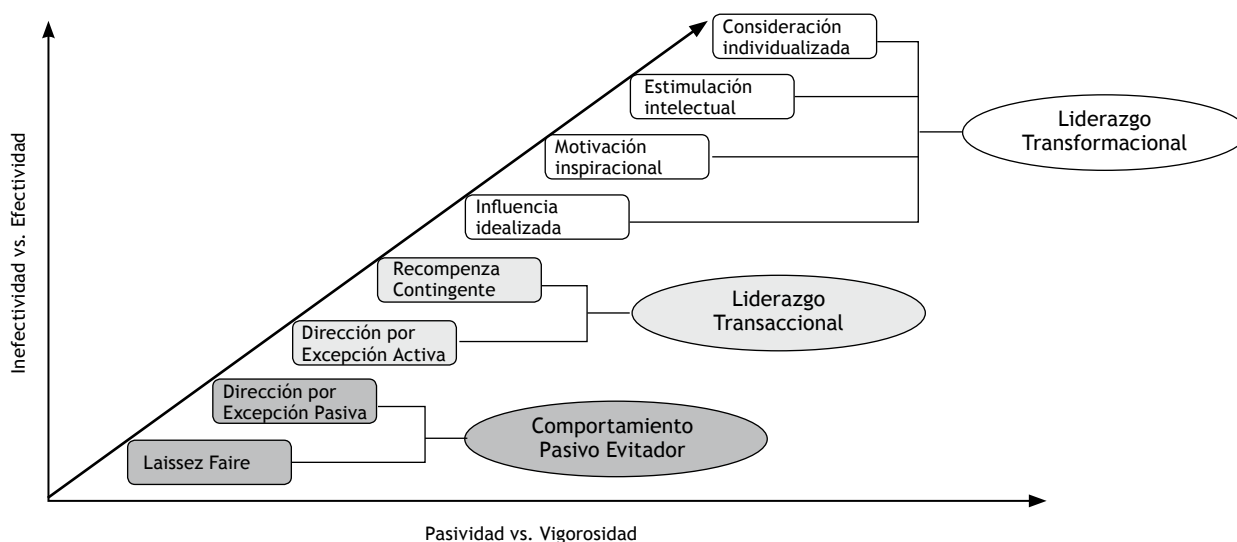 Consideración
individualizada
Estimulación
intelectual
Liderazgo
Transformacional
Motivación
inspiracional
Influencia
idealizada
Recompenza
Contingente
Liderazgo
Transaccional
Dirección por
Excepción Activa
Dirección por
Excepción Pasiva
Comportamiento
Pasivo Evitador
Laissez Faire
Inefectividad vs. Efectividad
Pasividad vs. Vigorosidad